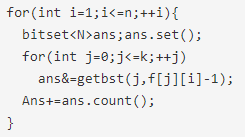 for(int i=1;i<=n;++i){
  bitset<N>ans;ans.set();
  for(int j=0;j<=k;++j)
    ans&=getbst(j,f[j][i]-1);
  Ans+=ans.count();
}